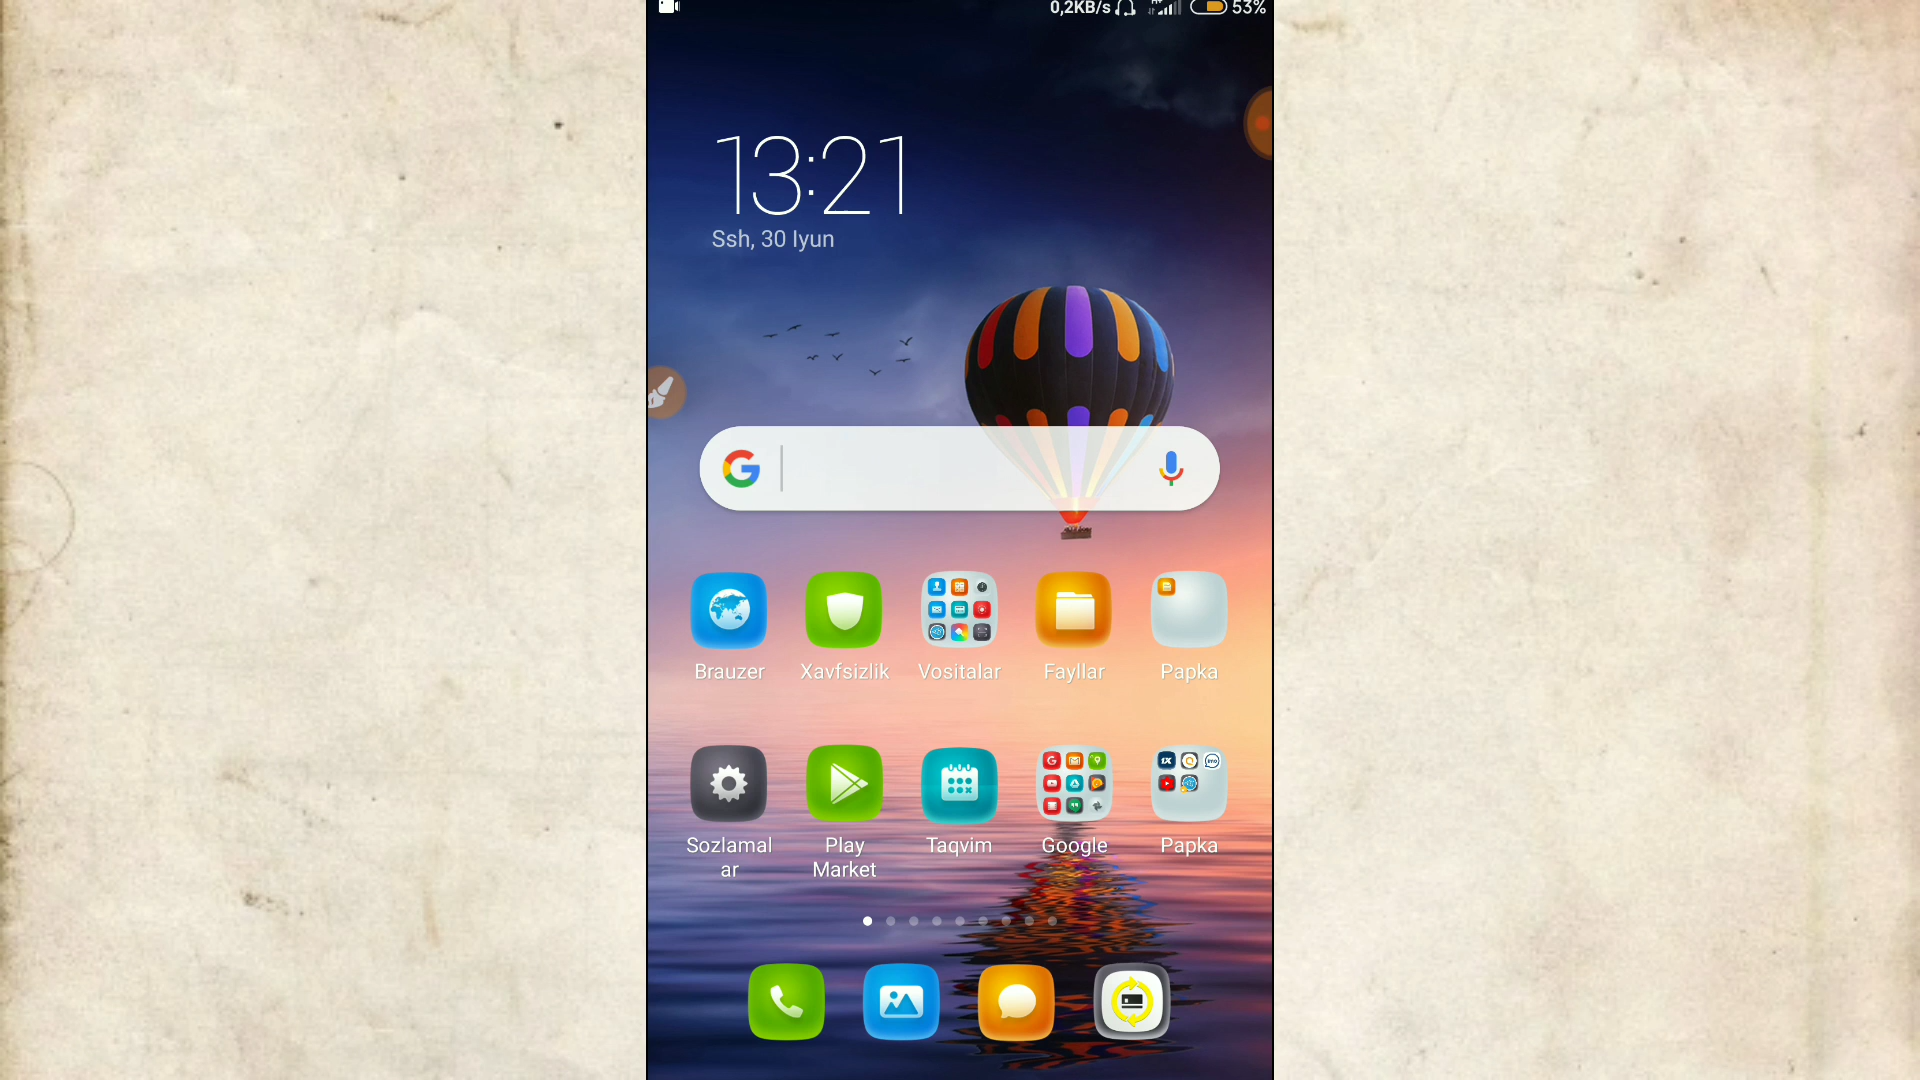 0,2KB/s 53%
13:21
Ssh, 30 Iyun
Brauzer Xavfsizlik Vositalar Fayllar Papka
Sozlamal
ar
Play
Market
Taqvim Google Papka